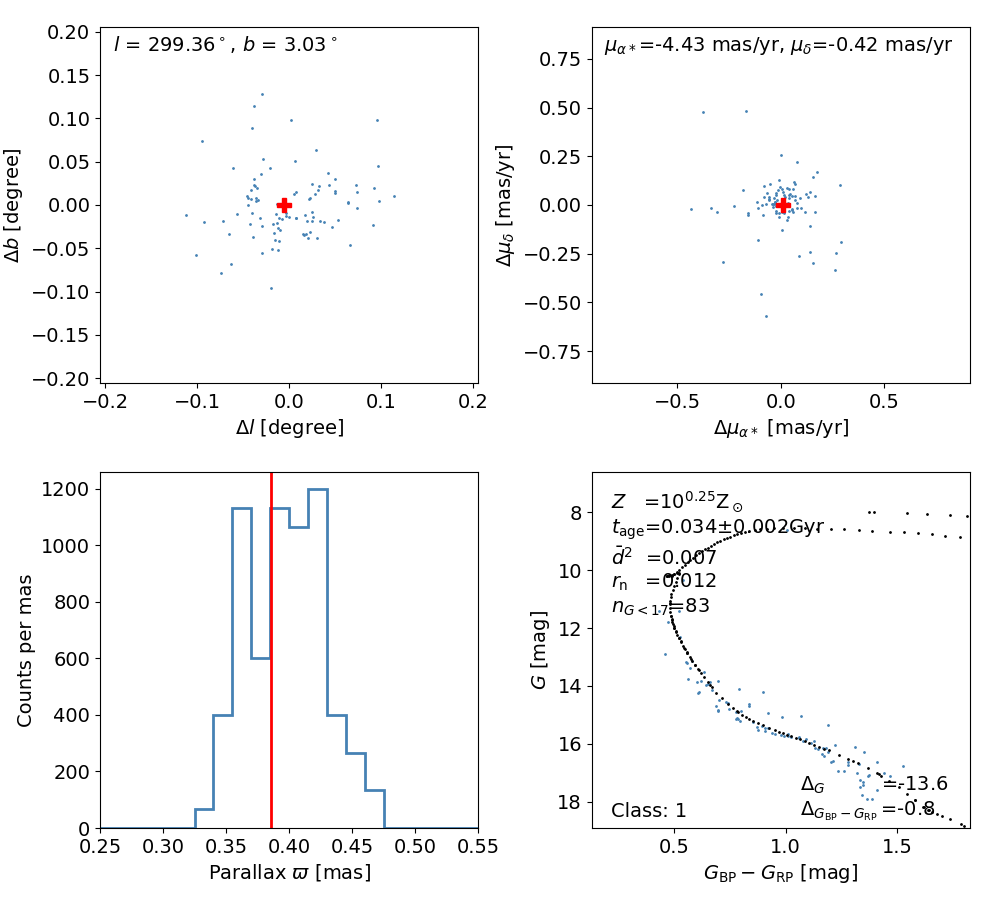 l = 299.36°, b = 3.03°
0.20
0.15
0.10
0.05
0.00
−0.05
−0.10
−0.15
−0.20
Δb [degree]
−0.2 −0.1 0.0 0.1 0.2
Δl [degree]
μα∗=-4.43 mas/yr, μδ=-0.42 mas/yr
0.75
0.50
0.25
0.00
−0.25
−0.50
−0.75
Δμδ [mas/yr]
−0.5 0.0 0.5
Δμα∗ [mas/yr]
1200
1000
800
600
400
200
0
Counts per mas
0.25 0.30 0.35 0.40 0.45 0.50 0.55
Parallax ϖ [mas]
Z =10^0.25 Z⊙
t_age=0.034±0.002Gyr
d̄² =0.007
r_n =0.012
n_G<17=83
8
10
12
14
16
18
G [mag]
Δ_G =-13.6
Δ_GBP−GRP =-0.8
Class: 1
0.5 1.0 1.5
G_BP − G_RP [mag]